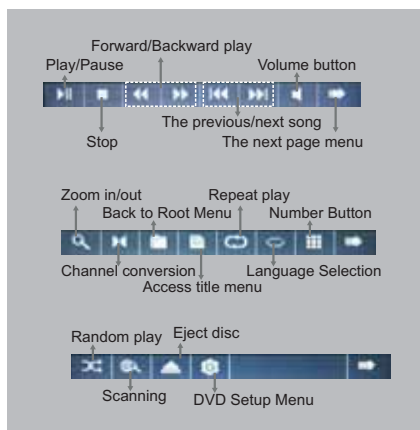 Forward/Backward play
Play/Pause
Volume button
Stop
The previous/next song
The next page menu
Zoom in/out
Repeat play
Back to Root Menu
Number Button
Channel conversion
Language Selection
Access title menu
Random play
Eject disc
Scanning
DVD Setup Menu